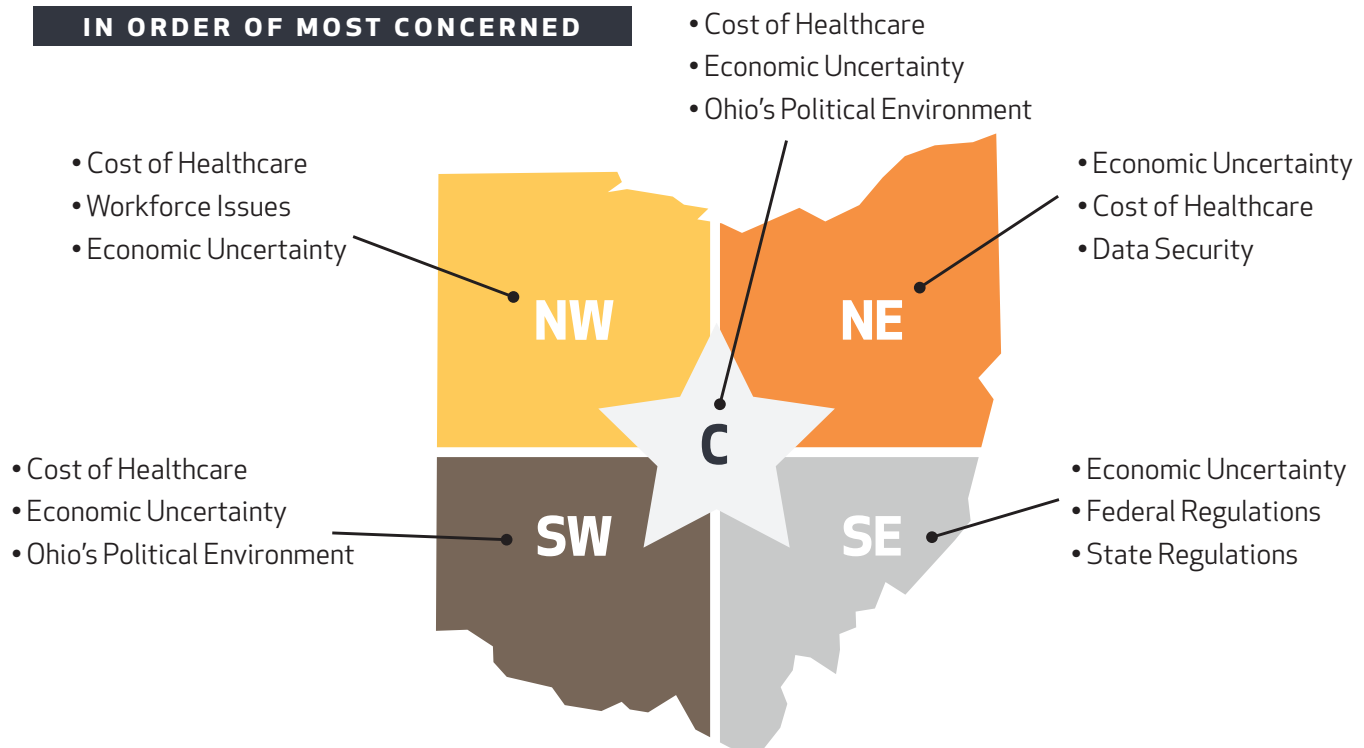 IN ORDER OF MOST CONCERNED
• Cost of Healthcare
• Economic Uncertainty
• Ohio's Political Environment
• Cost of Healthcare
• Workforce Issues
• Economic Uncertainty
• Economic Uncertainty
• Cost of Healthcare
• Data Security
NW
NE
C
• Cost of Healthcare
• Economic Uncertainty
• Ohio's Political Environment
SW
SE
• Economic Uncertainty
• Federal Regulations
• State Regulations